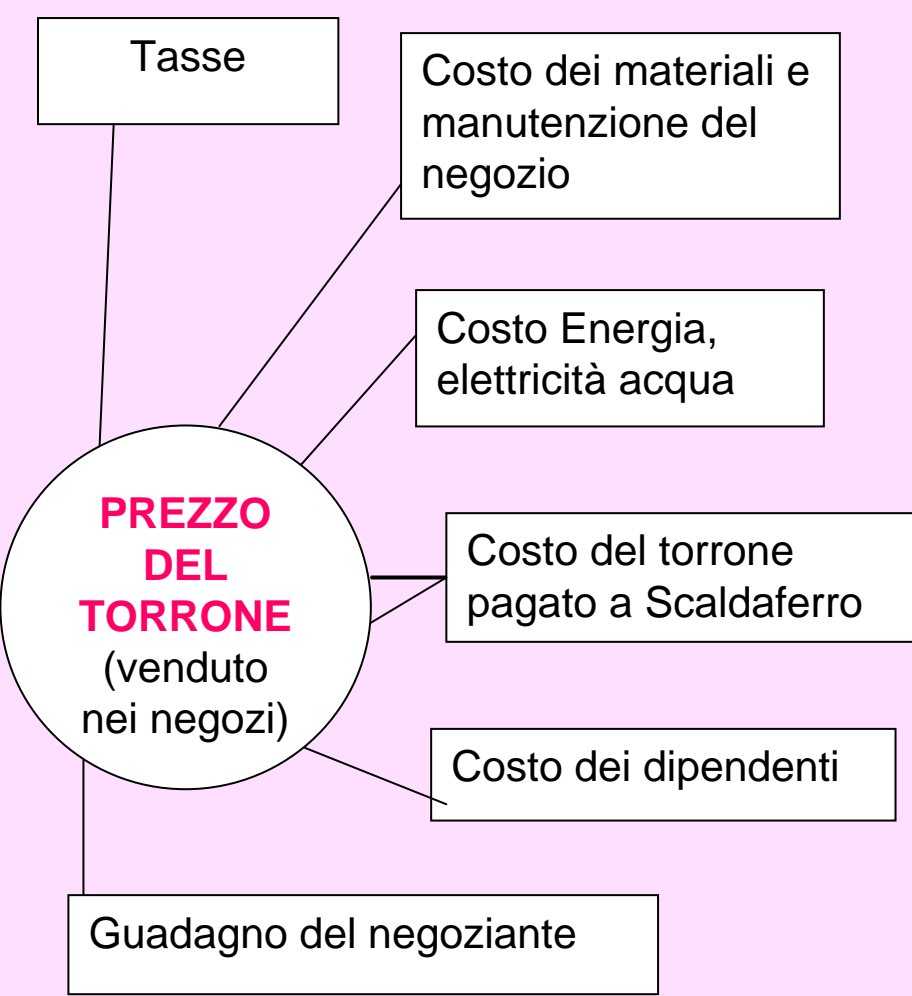 Tasse
Costo dei materiali e
manutenzione del
negozio
Costo Energia,
elettricità acqua
PREZZO
DEL
TORRONE
(venduto
nei negozi)
Costo del torrone
pagato a Scaldaferro
Costo dei dipendenti
Guadagno del negoziante